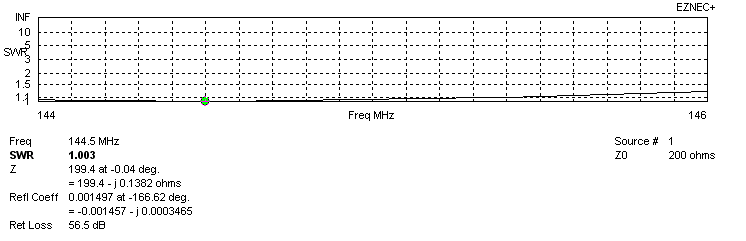 EZNEC+
INF
10
5
SWR
3
2
1.5
1.1
144 Freq MHz 146
Freq 144.5 MHz Source # 1
SWR 1.003 Z0 200 ohms
Z 199.4 at -0.04 deg.
= 199.4 - j 0.1382 ohms
Refl Coeff 0.001497 at -166.62 deg.
= -0.001457 - j 0.0003465
Ret Loss 56.5 dB